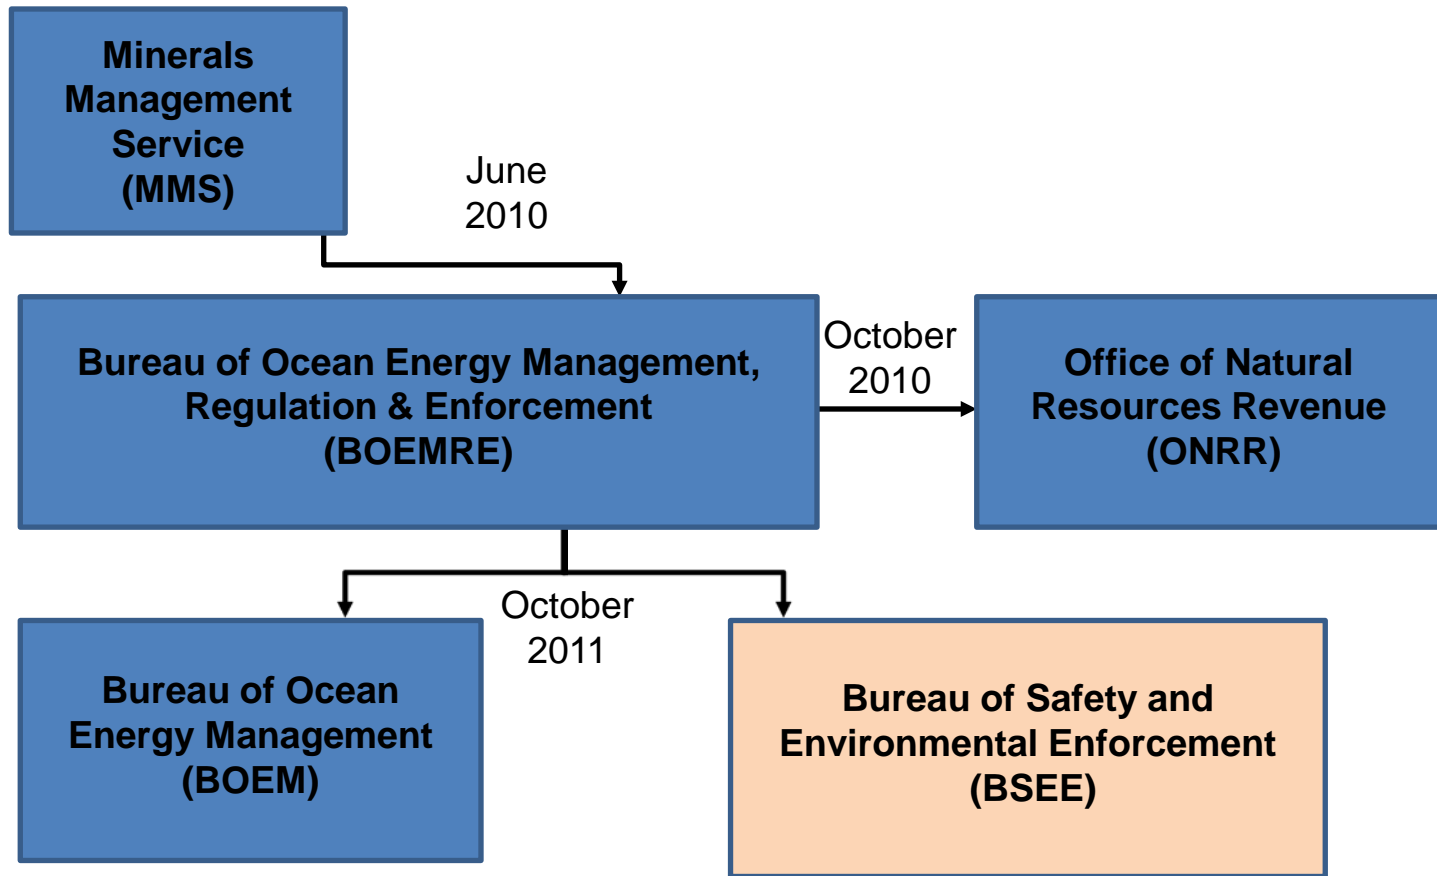 Minerals
Management
Service
(MMS)
June
2010
Bureau of Ocean Energy Management,
Regulation & Enforcement
(BOEMRE)
October
2010
Office of Natural
Resources Revenue
(ONRR)
October
2011
Bureau of Ocean
Energy Management
(BOEM)
Bureau of Safety and
Environmental Enforcement
(BSEE)